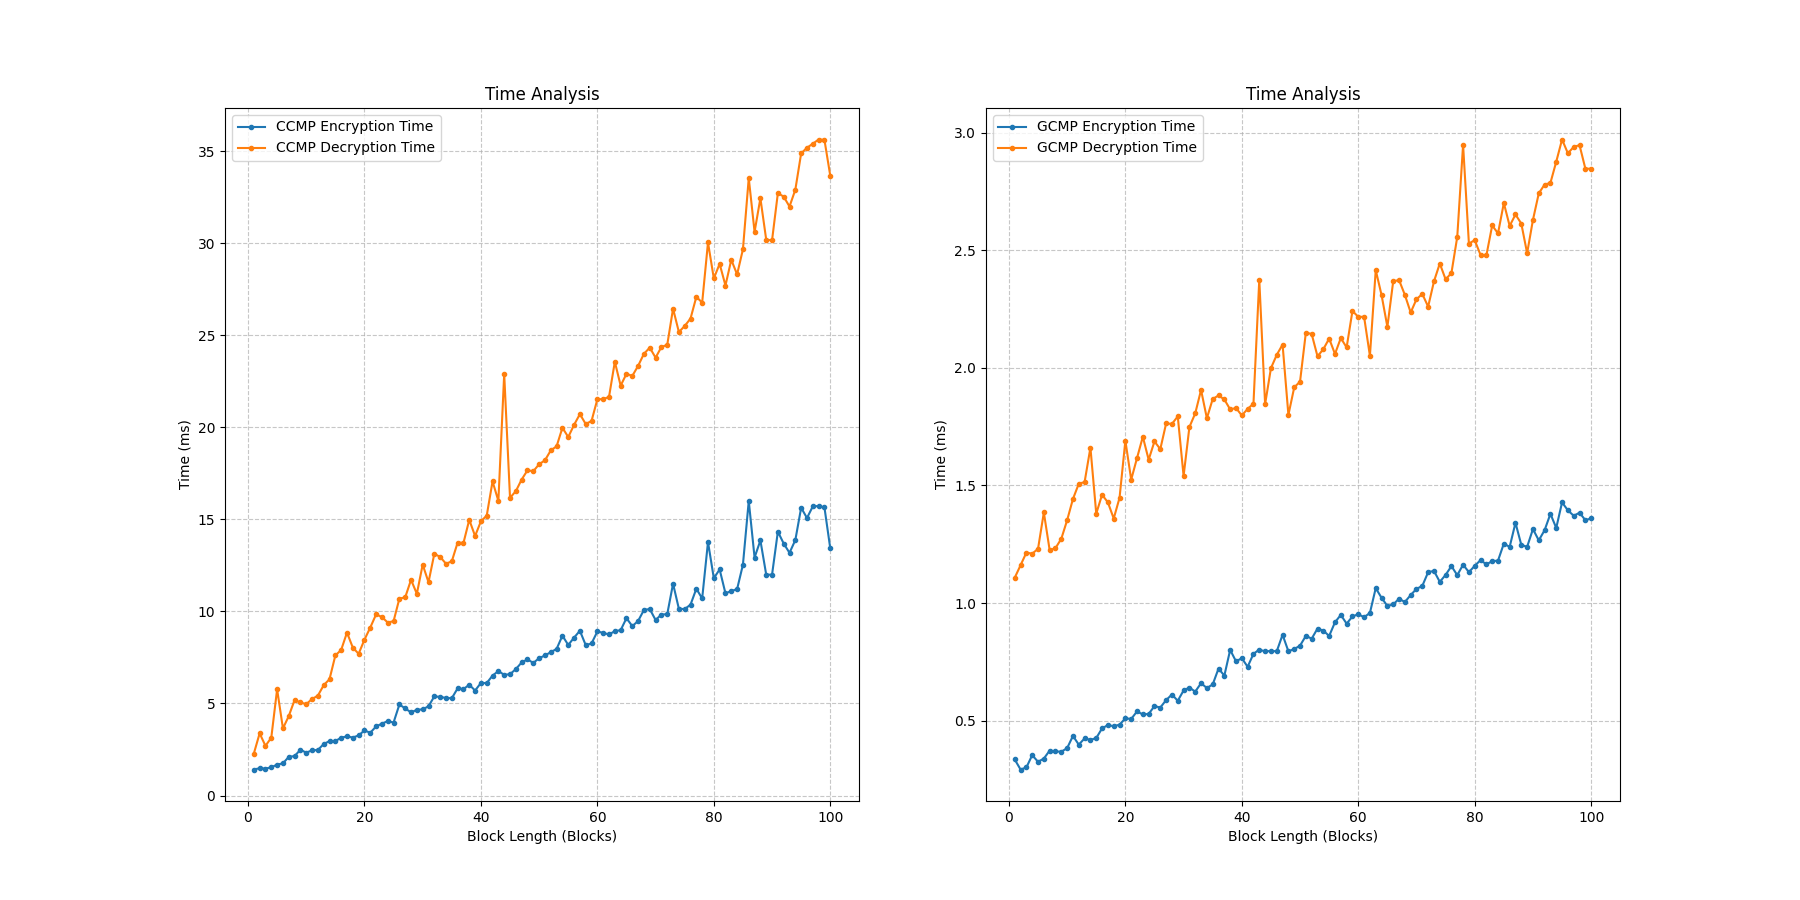 Time Analysis
CCMP Encryption Time
CCMP Decryption Time
35
30
25
20
15
10
5
0
Time (ms)
0 20 40 60 80 100
Block Length (Blocks)
Time Analysis
GCMP Encryption Time
GCMP Decryption Time
3.0
2.5
2.0
1.5
1.0
0.5
Time (ms)
0 20 40 60 80 100
Block Length (Blocks)